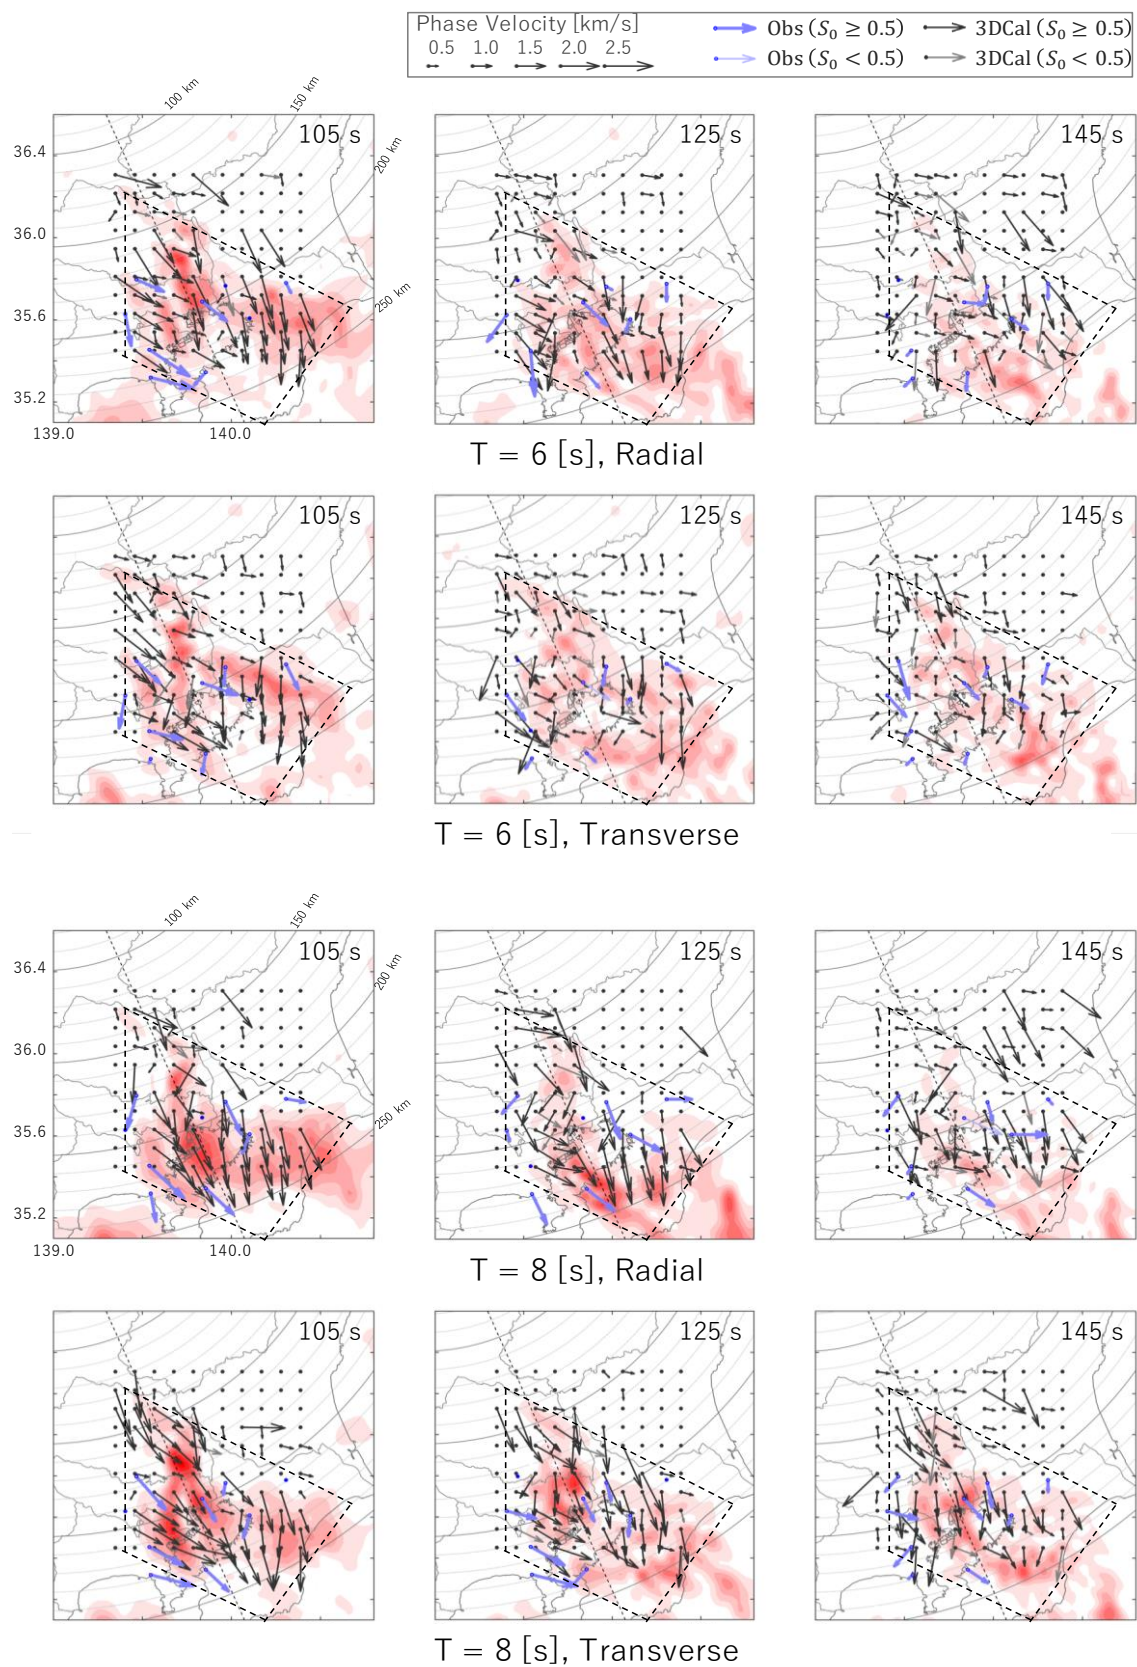 Phase Velocity [km/s]
0.5 1.0 1.5 2.0 2.5
Obs (S₀ ≥ 0.5) 3DCal (S₀ ≥ 0.5)
Obs (S₀ < 0.5) 3DCal (S₀ < 0.5)
100 km 150 km
105 s 125 s 145 s
36.4
200 km
36.0
250 km
35.6
35.2
139.0 140.0
T = 6 [s], Radial
105 s 125 s 145 s
T = 6 [s], Transverse
100 km 150 km
105 s 125 s 145 s
36.4
200 km
36.0
250 km
35.6
35.2
139.0 140.0
T = 8 [s], Radial
105 s 125 s 145 s
T = 8 [s], Transverse